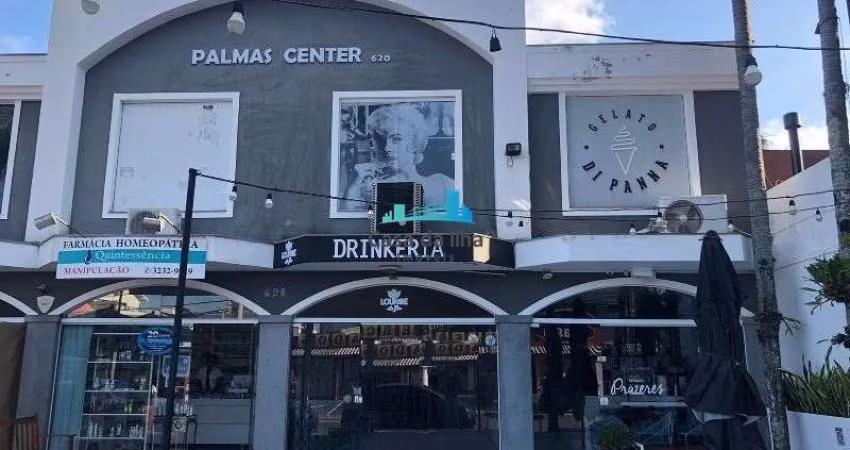 PALMAS CENTER 620
GELATO
DI PANNA
FARMÁCIA HOMEOPÁTICA
Quintessência
MANIPULAÇÃO
DRINKERIA
620
LOUNGE
Prazeres